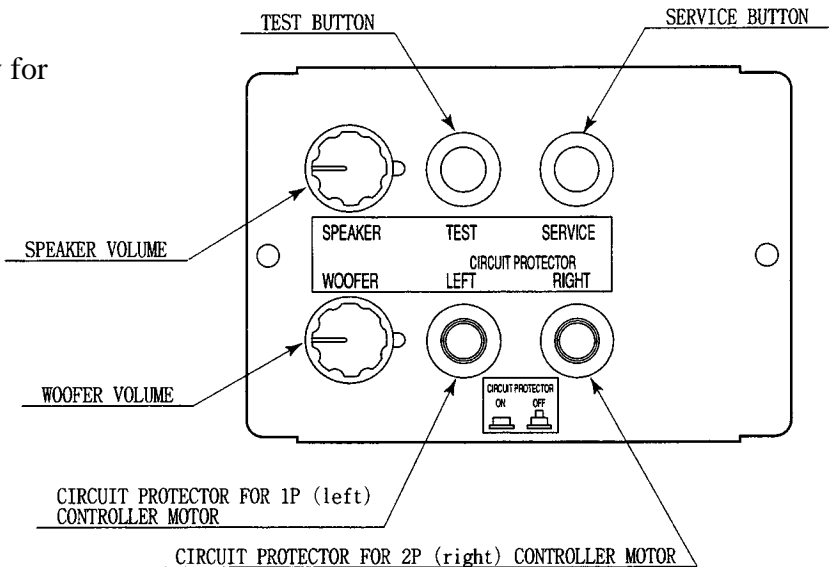 TEST BUTTON
SERVICE BUTTON
for
SPEAKER TEST SERVICE
SPEAKER VOLUME
CIRCUIT PROTECTOR
WOOFER LEFT RIGHT
WOOFER VOLUME
CIRCUIT PROTECTOR
ON OFF
CIRCUIT PROTECTOR FOR 1P (left)
CONTROLLER MOTOR
CIRCUIT PROTECTOR FOR 2P (right) CONTROLLER MOTOR